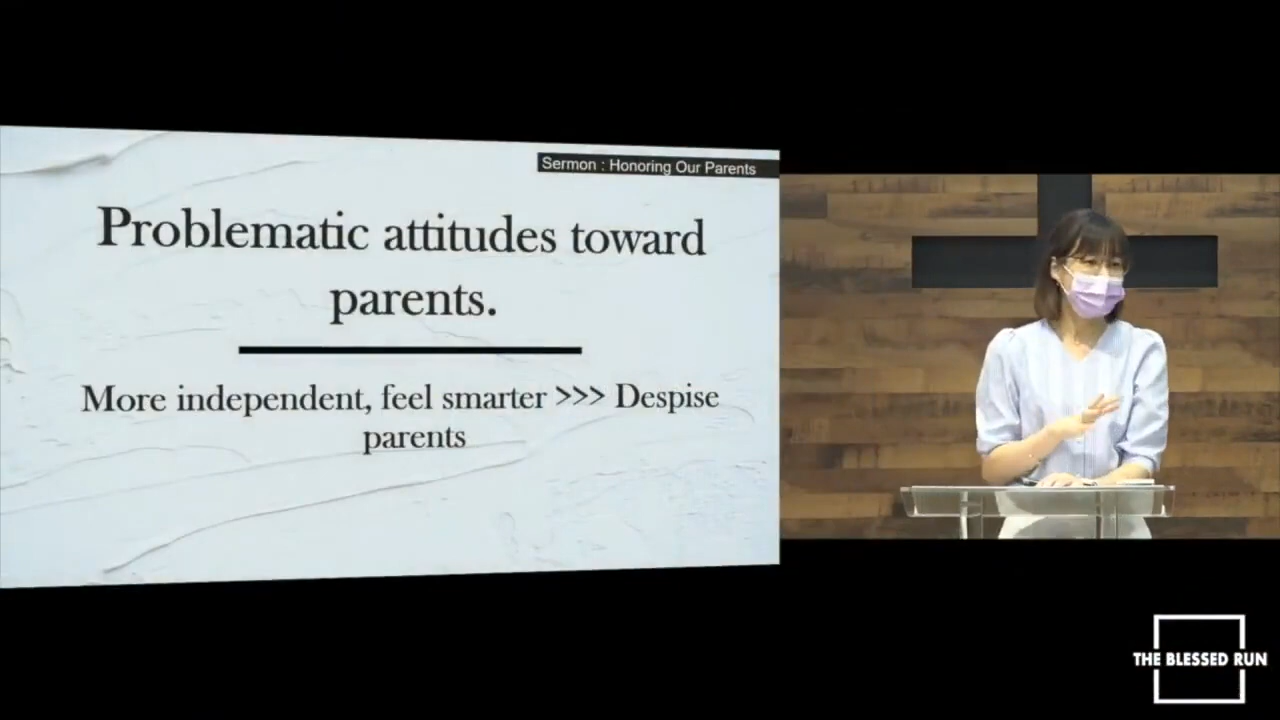 Sermon : Honoring Our Parents
Problematic attitudes toward
parents.
More independent, feel smarter >>> Despise
parents
THE BLESSED RUN